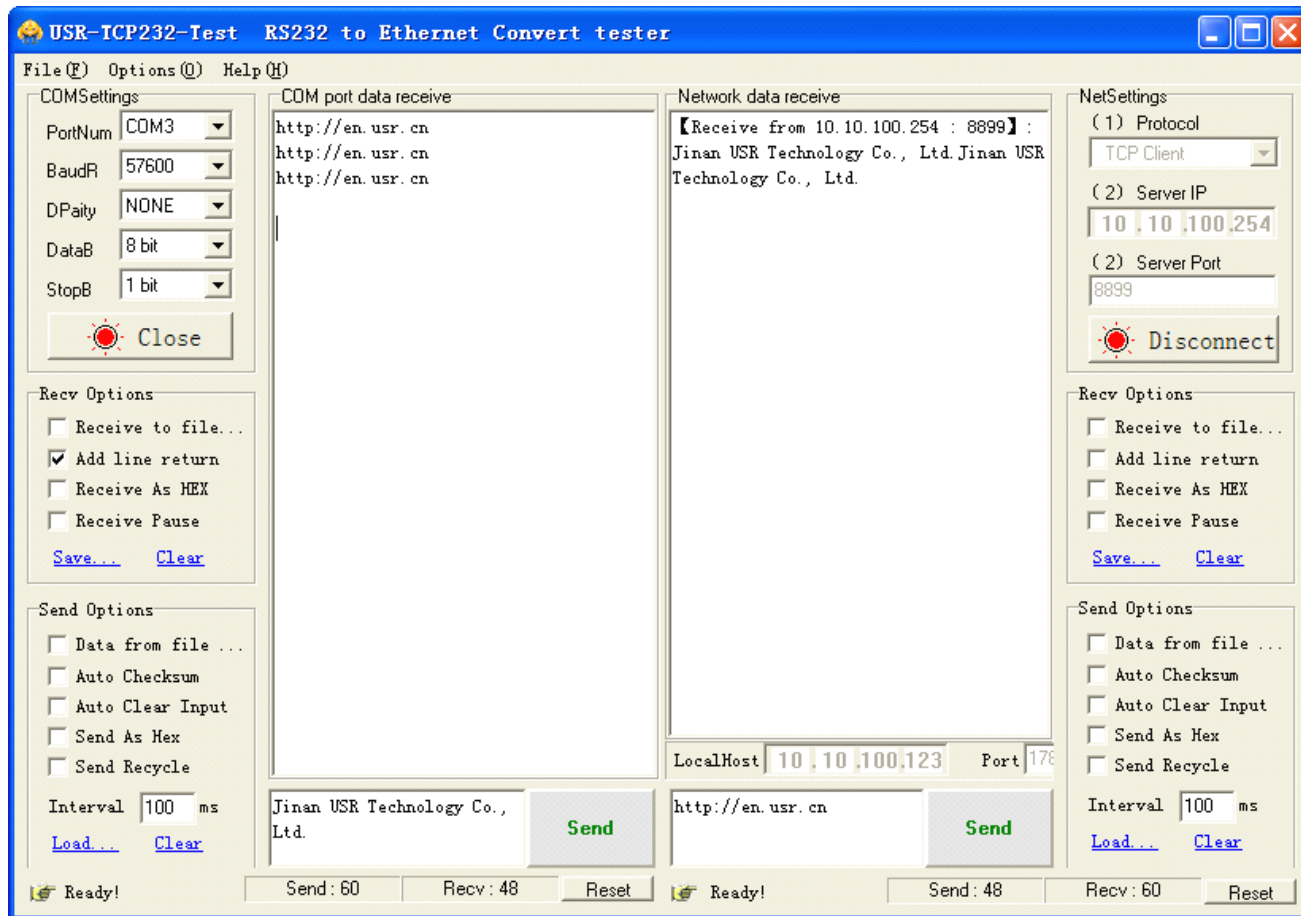 USR-TCP232-Test RS232 to Ethernet Convert tester
File(F) Options(O) Help(H)
COMSettings
PortNum COM3
BaudR 57600
DPaity NONE
DataB 8 bit
StopB 1 bit
Close
Recv Options
Receive to file...
Add line return
Receive As HEX
Receive Pause
Save... Clear
Send Options
Data from file ...
Auto Checksum
Auto Clear Input
Send As Hex
Send Recycle
Interval 100 ms
Load... Clear
COM port data receive
http://en.usr.cn
http://en.usr.cn
http://en.usr.cn
Jinan USR Technology Co.,
Ltd.
Send
Network data receive
【Receive from 10.10.100.254 : 8899】:
Jinan USR Technology Co., Ltd.Jinan USR
Technology Co., Ltd.
LocalHost 10 .10 .100.123 Port 178
http://en.usr.cn
Send
NetSettings
(1) Protocol
TCP Client
(2) Server IP
10 .10 .100.254
(2) Server Port
8899
Disconnect
Recv Options
Receive to file...
Add line return
Receive As HEX
Receive Pause
Save... Clear
Send Options
Data from file ...
Auto Checksum
Auto Clear Input
Send As Hex
Send Recycle
Interval 100 ms
Load... Clear
Ready! Send : 60 Recv : 48 Reset
Ready! Send : 48 Recv : 60 Reset